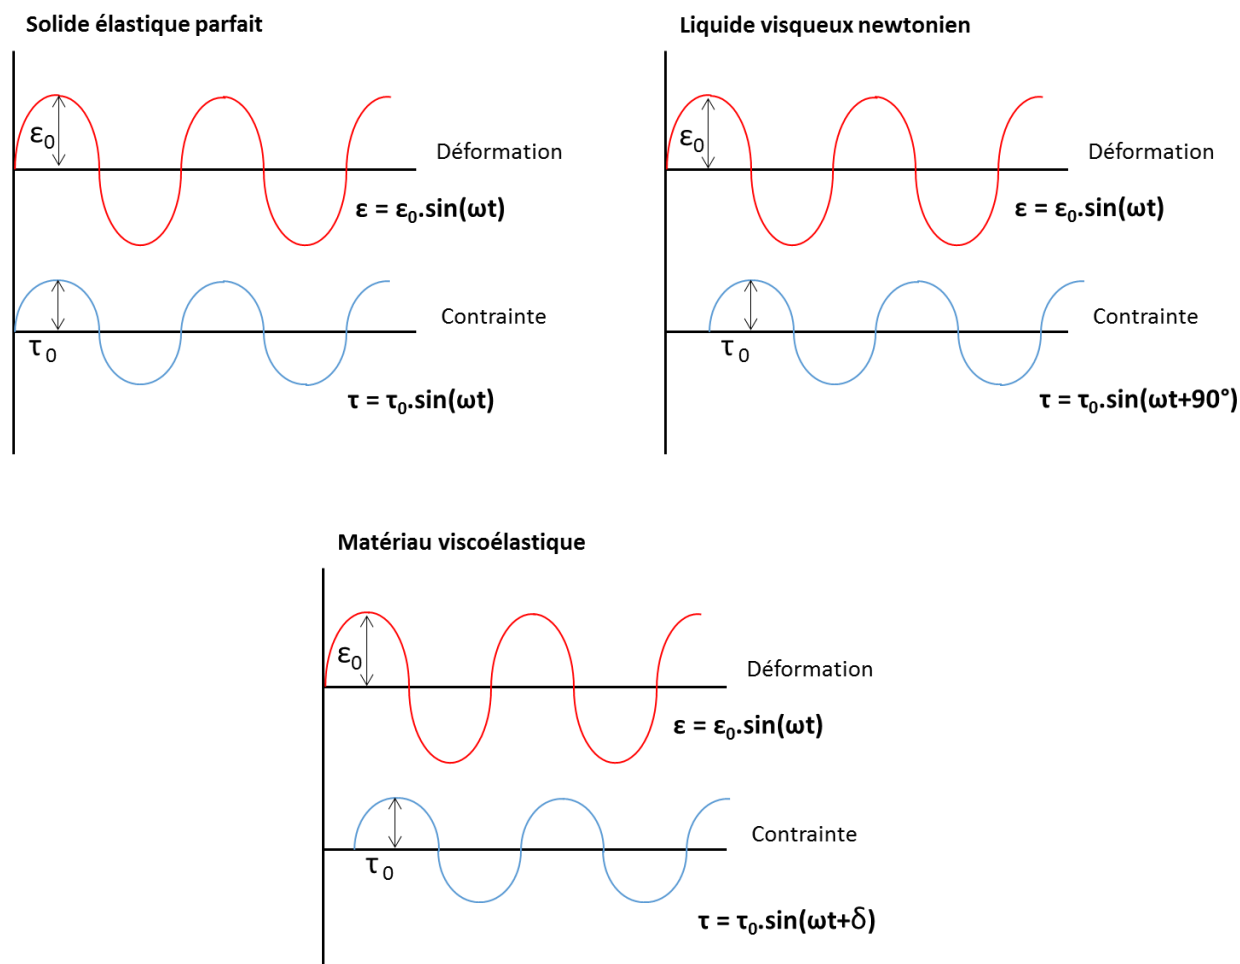 Solide élastique parfait
ε₀
Déformation
ε = ε₀.sin(ωt)
Contrainte
τ₀
τ = τ₀.sin(ωt)
Liquide visqueux newtonien
ε₀
Déformation
ε = ε₀.sin(ωt)
Contrainte
τ₀
τ = τ₀.sin(ωt+90°)
Matériau viscoélastique
ε₀
Déformation
ε = ε₀.sin(ωt)
Contrainte
τ₀
τ = τ₀.sin(ωt+δ)